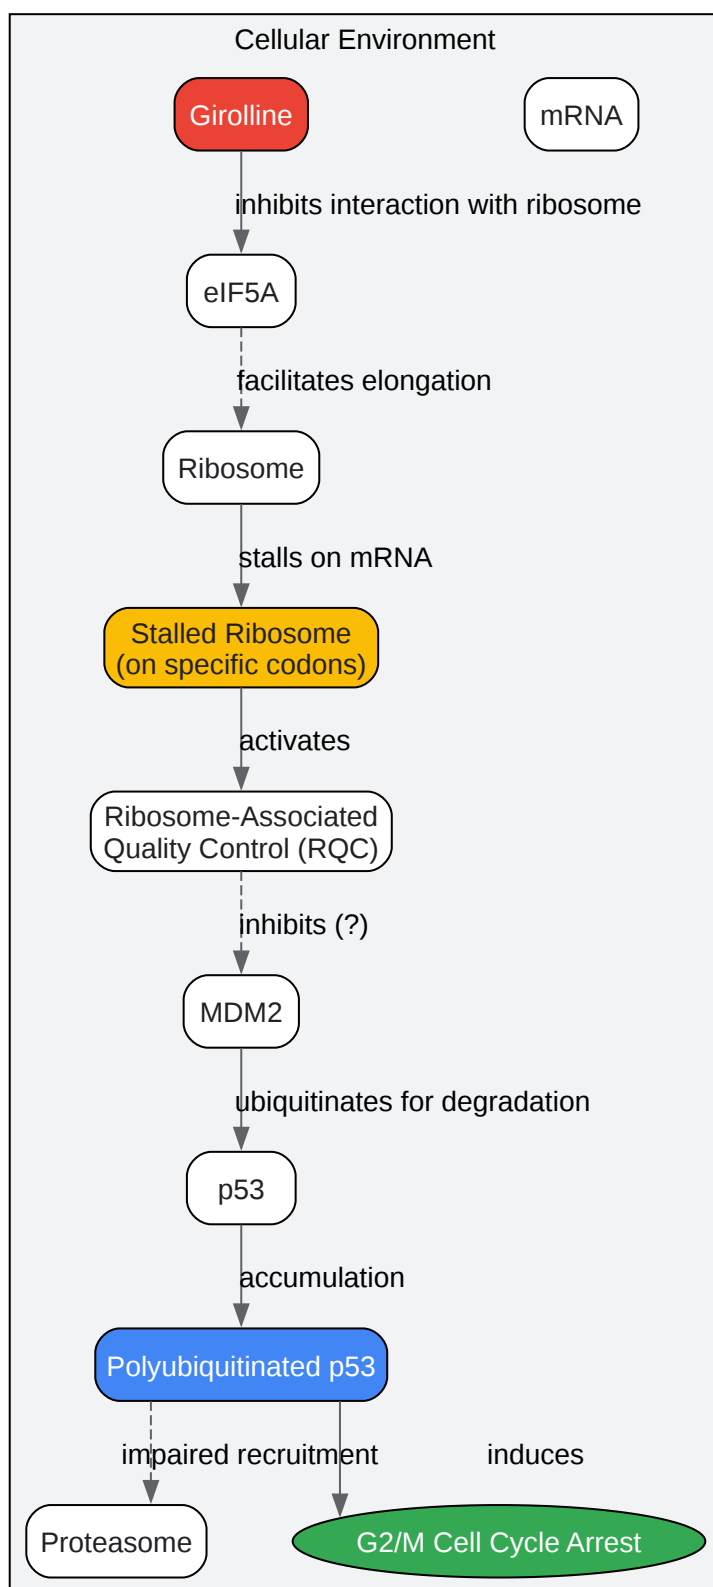 Cellular Environment
Girolline
mRNA
inhibits interaction with ribosome
eIF5A
facilitates elongation
Ribosome
stalls on mRNA
Stalled Ribosome
(on specific codons)
activates
Ribosome-Associated
Quality Control (RQC)
inhibits (?)
MDM2
ubiquitinates for degradation
p53
accumulation
Polyubiquitinated p53
impaired recruitment
induces
Proteasome
G2/M Cell Cycle Arrest